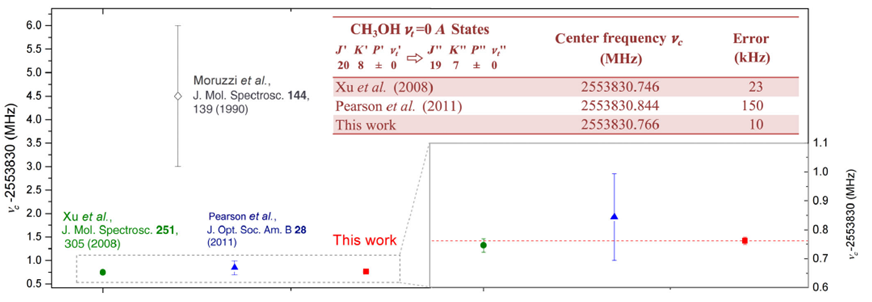 6.0
5.5
5.0
4.5
4.0
3.5
3.0
2.5
2.0
1.5
1.0
0.5
ν_c -2553830 (MHz)
Moruzzi et al.,
J. Mol. Spectrosc. 144,
139 (1990)
Xu et al.,
J. Mol. Spectrosc. 251,
305 (2008)
Pearson et al.,
J. Opt. Soc. Am. B 28
(2011)
This work
CH₃OH ν_t=0 A States
J' K' P' ν_t' ⇨ J" K" P" ν_t"
20 8 ± 0 19 7 ± 0
Center frequency ν_c
(MHz)
Error
(kHz)
Xu et al. (2008) 2553830.746 23
Pearson et al. (2011) 2553830.844 150
This work 2553830.766 10
1.1
1.0
0.9
0.8
0.7
0.6
ν_c-2553830 (MHz)